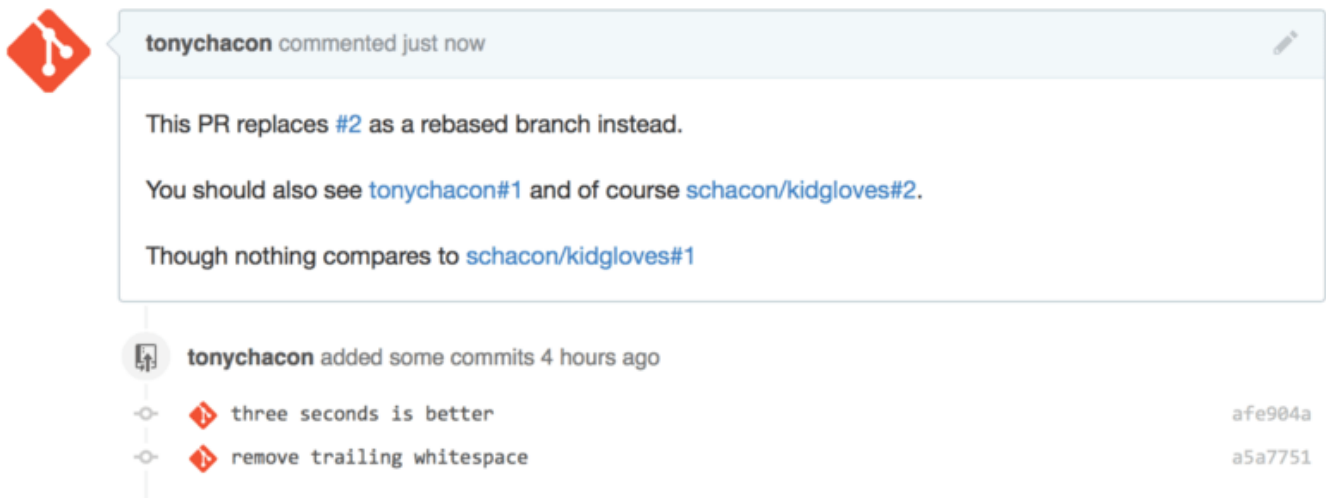 tonychacon commented just now
This PR replaces #2 as a rebased branch instead.
You should also see tonychacon#1 and of course schacon/kidgloves#2.
Though nothing compares to schacon/kidgloves#1
tonychacon added some commits 4 hours ago
three seconds is better afe904a
remove trailing whitespace a5a7751